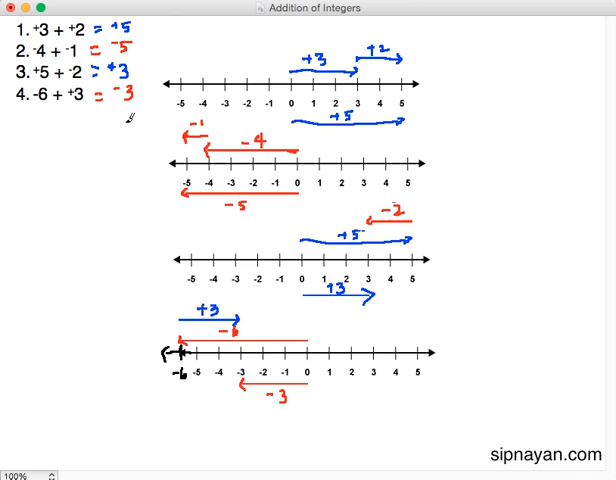 Addition of Integers
1. +3 + +2 = +5
2. -4 + -1 = -5
3. +5 + -2 = +3
4. -6 + +3 = -3
+3 +2
-5 -4 -3 -2 -1 0 1 2 3 4 5
+5
-1
-4
-5 -4 -3 -2 -1 0 1 2 3 4 5
-5
-2
+5
-5 -4 -3 -2 -1 0 1 2 3 4 5
+3
+3
-6
-6 -5 -4 -3 -2 -1 0 1 2 3 4 5
-3
sipnayan.com
100%